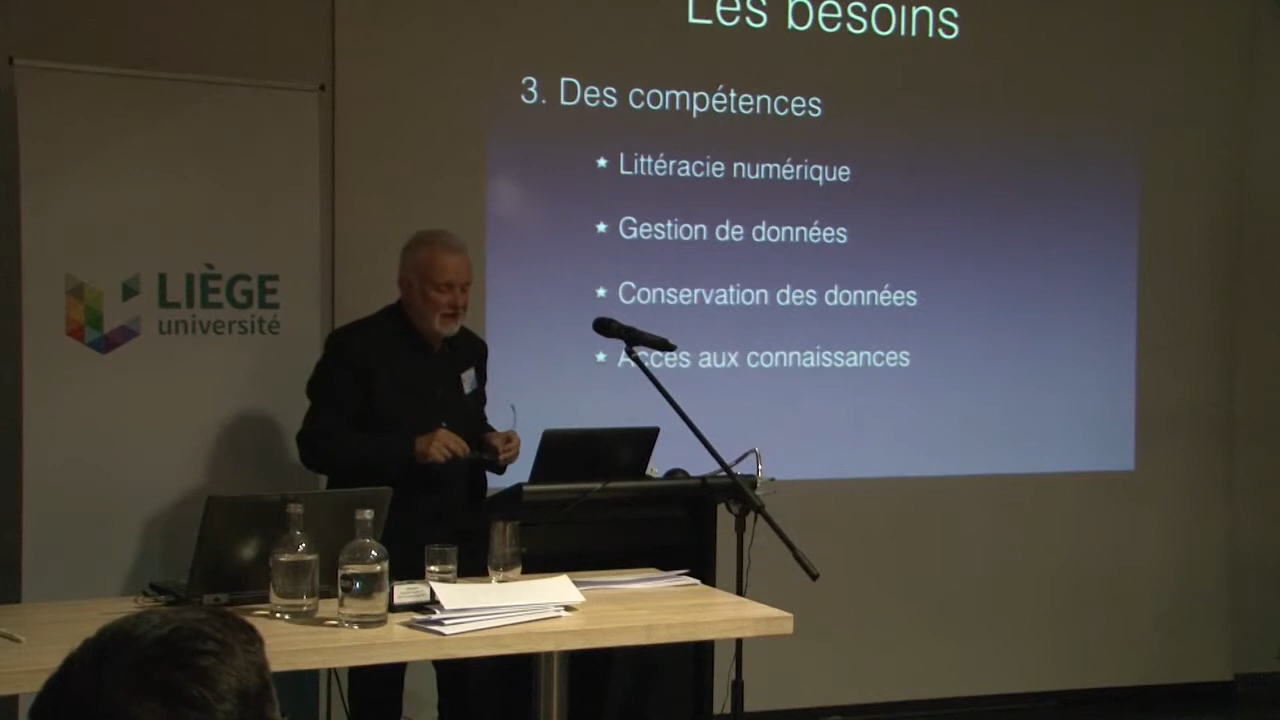 Les besoins
3. Des compétences
★ Littéracie numérique
★ Gestion de données
★ Conservation des données
★ Accès aux connaissances
LIÈGE
université